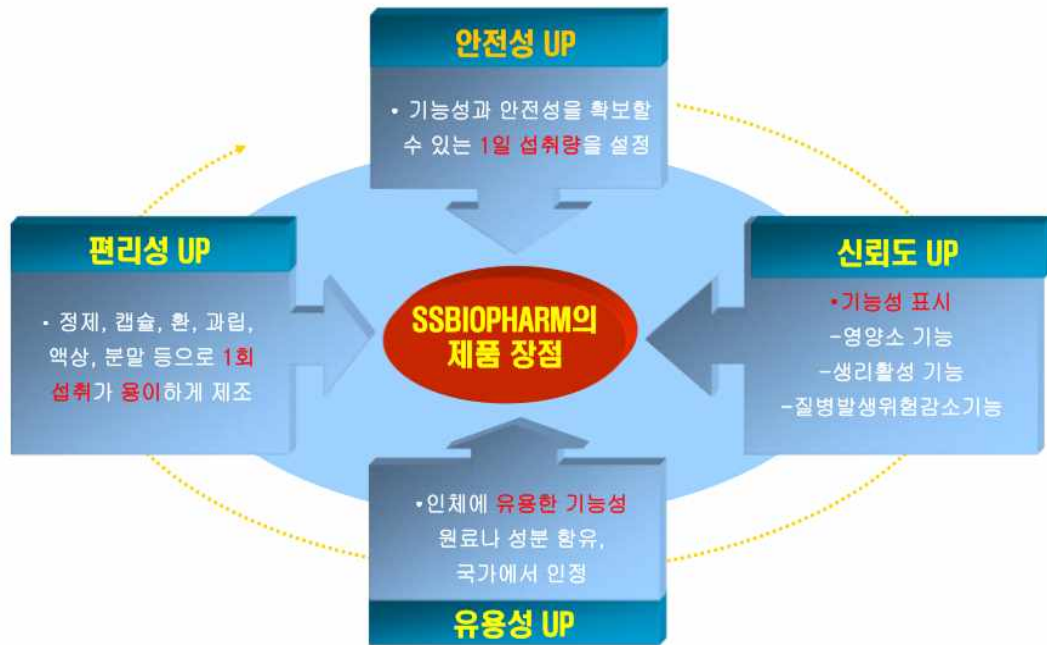 안전성 UP
• 기능성과 안전성을 확보할
수 있는 1일 섭취량을 설정
편리성 UP
• 정제, 캡슐, 환, 과립,
액상, 분말 등으로 1회
섭취가 용이하게 제조
SSBIOPHARM의
제품 장점
신뢰도 UP
•기능성 표시
-영양소 기능
-생리활성 기능
-질병발생위험감소기능
•인체에 유용한 기능성
원료나 성분 함유,
국가에서 인정
유용성 UP